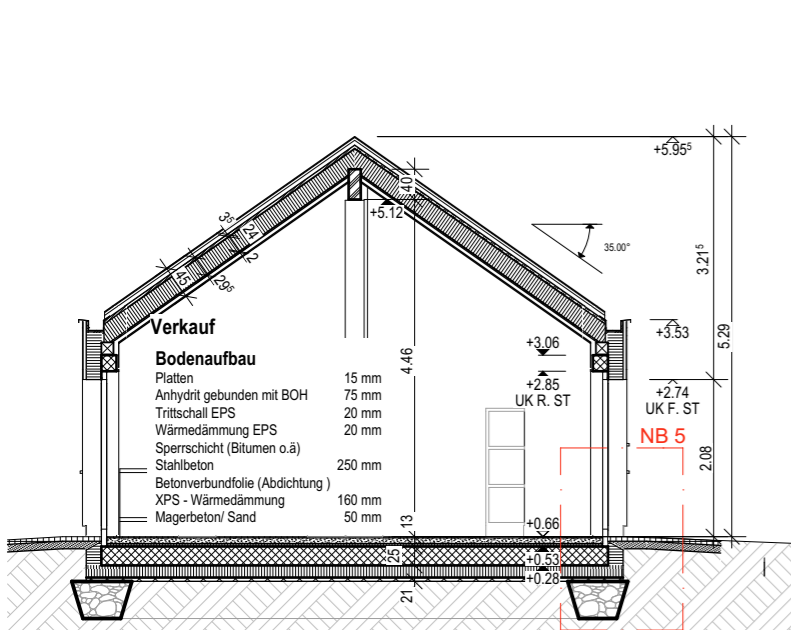 +5.95⁵
40
+5.12
3⁵
24
2
45
29⁵
35.00°
3.21⁵
5.29
Verkauf
+3.53
+3.06
4.46
+2.85
UK R. ST
+2.74
UK F. ST
Bodenaufbau
Platten 15 mm
Anhydrit gebunden mit BOH 75 mm
Trittschall EPS 20 mm
Wärmedämmung EPS 20 mm
Sperrschicht (Bitumen o.ä)
Stahlbeton 250 mm
Betonverbundfolie (Abdichtung )
XPS - Wärmedämmung 160 mm
Magerbeton/ Sand 50 mm
NB 5
2.08
13
+0.66
25
+0.53
+0.28
21